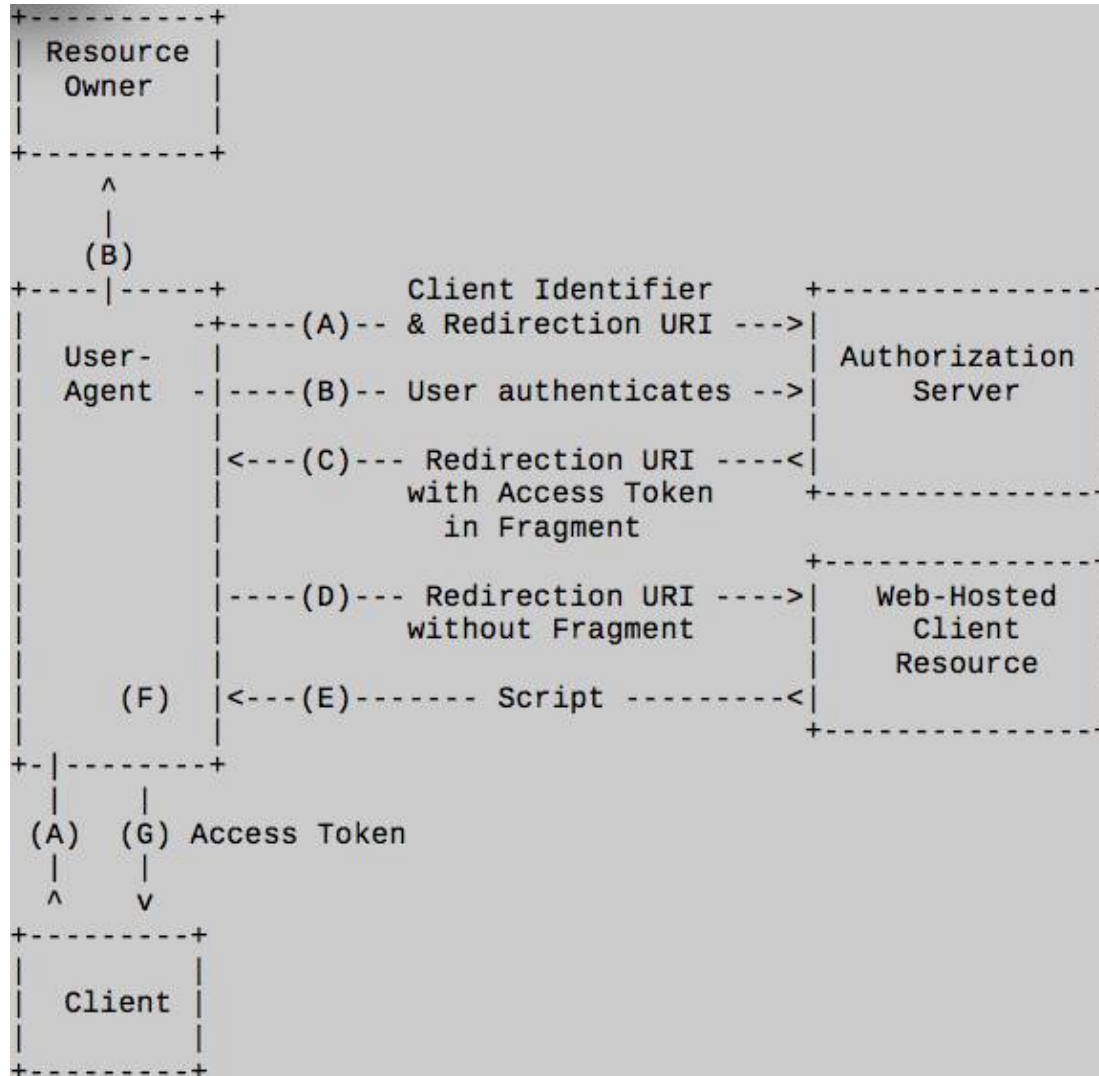 +----------+
| Resource |
|  Owner   |
|          |
+----------+
     ^
     |
    (B)
+----|-----+          Client Identifier     +---------------+
|         -+----(A)-- & Redirection URI --->|
|  User-   |                                | Authorization
|  Agent  -|----(B)-- User authenticates -->|     Server
|          |                                |
|          |<---(C)--- Redirection URI ----<|
|          |          with Access Token     +---------------+
|          |            in Fragment
|          |                                +---------------+
|          |----(D)--- Redirection URI ---->|   Web-Hosted
|          |          without Fragment      |     Client
|          |                                |    Resource
|     (F)  |<---(E)------- Script ---------<|
|          |                                +---------------+
+-|--------+
  |    |
 (A)  (G) Access Token
  |    |
  ^    v
+---------+
|         |
|  Client |
|         |
+---------+